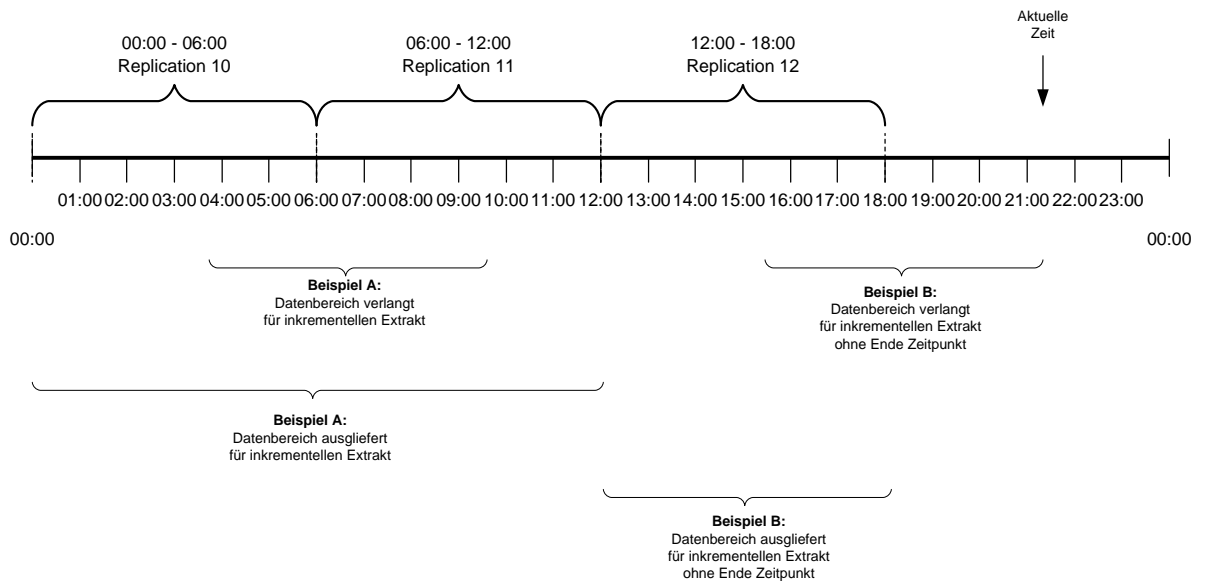 Aktuelle
Zeit
00:00 - 06:00
Replication 10
06:00 - 12:00
Replication 11
12:00 - 18:00
Replication 12
01:00 02:00 03:00 04:00 05:00 06:00 07:00 08:00 09:00 10:00 11:00 12:00 13:00 14:00 15:00 16:00 17:00 18:00 19:00 20:00 21:00 22:00 23:00
00:00
00:00
Beispiel A:
Datenbereich verlangt
für inkrementellen Extrakt
Beispiel B:
Datenbereich verlangt
für inkrementellen Extrakt
ohne Ende Zeitpunkt
Beispiel A:
Datenbereich ausgliefert
für inkrementellen Extrakt
Beispiel B:
Datenbereich ausgliefert
für inkrementellen Extrakt
ohne Ende Zeitpunkt